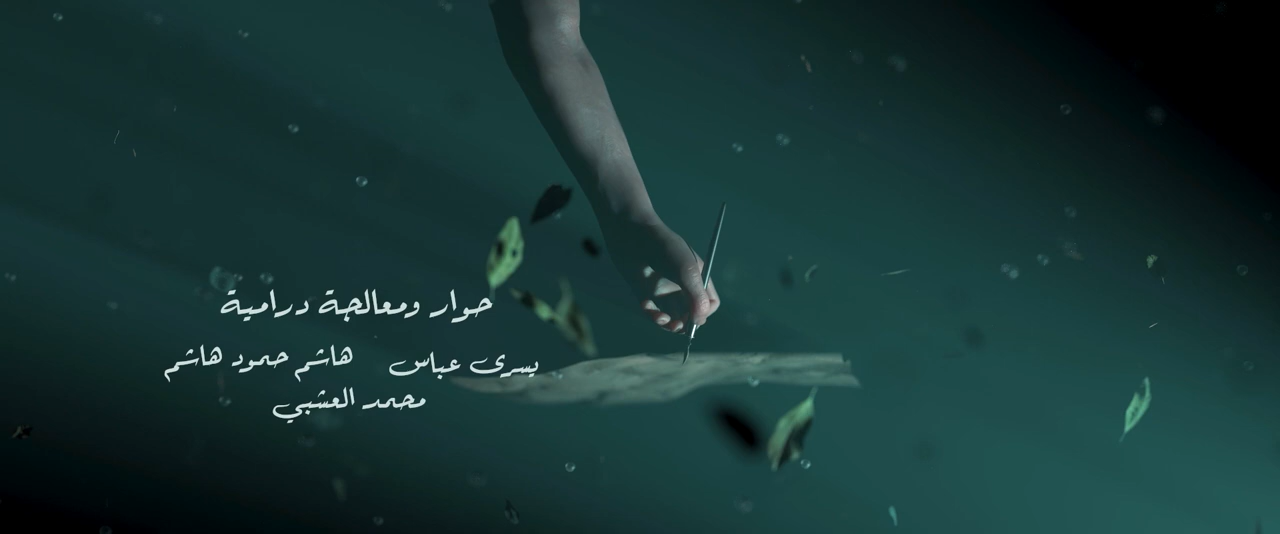 حوار ومعالجة درامية
يسرى عباس    هاشم حمود هاشم
محمد العشبي